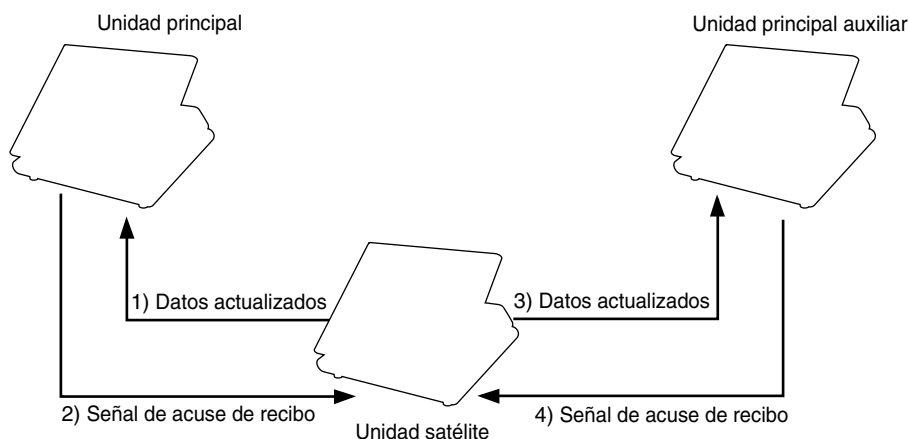 Unidad principal
Unidad principal auxiliar
1) Datos actualizados
3) Datos actualizados
2) Señal de acuse de recibo
4) Señal de acuse de recibo
Unidad satélite